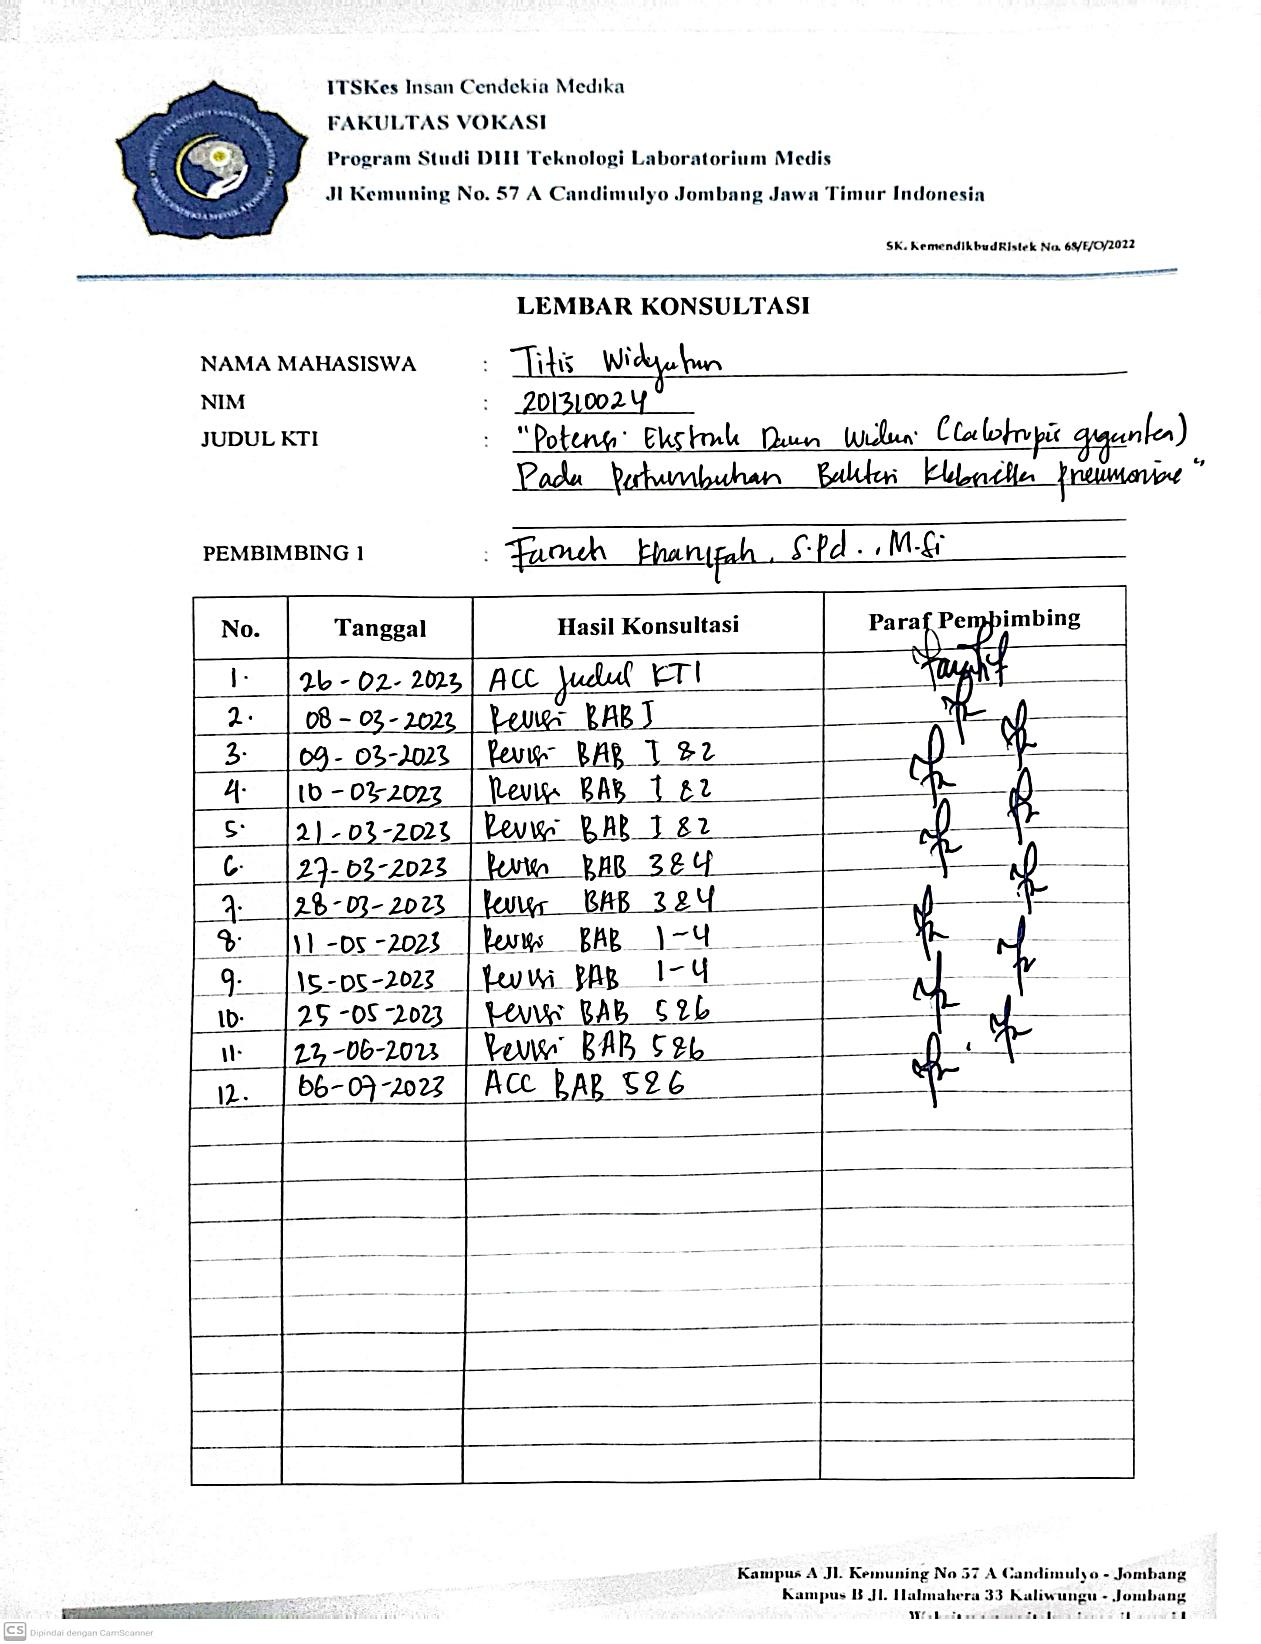 ITSKes Insan Cendekia Medika
FAKULTAS VOKASI
Program Studi DIII Teknologi Laboratorium Medis
Jl Kemuning No. 57 A Candimulyo Jombang Jawa Timur Indonesia
SK. KemendikbudRistek No. 68/E/O/2022
LEMBAR KONSULTASI
NAMA MAHASISWA : Titis Widyatun
NIM : 201310024
JUDUL KTI : "Potensi Ekstrak Daun Widuri (Calotropis gigantea)
Pada Pertumbuhan Bakteri Klebsiella pneumoniae"
PEMBIMBING 1 : Farach Khanifah, S.Pd., M.Si
No. Tanggal Hasil Konsultasi Paraf Pembimbing
1. 26-02-2023 ACC Judul KTI
2. 08-03-2023 Revisi BAB I
3. 09-03-2023 Revisi BAB I & 2
4. 10-03-2023 Revisi BAB I & 2
5. 21-03-2023 Revisi BAB I & 2
6. 27-03-2023 Revisi BAB 3 & 4
7. 28-03-2023 Revisi BAB 3 & 4
8. 11-05-2023 Revisi BAB 1-4
9. 15-05-2023 Revisi BAB 1-4
10. 25-05-2023 Revisi BAB 5 & 6
11. 23-06-2023 Revisi BAB 5 & 6
12. 06-07-2023 ACC BAB 5 & 6
Kampus A Jl. Kemuning No 57 A Candimulyo - Jombang
Kampus B Jl. Halmahera 33 Kaliwungu - Jombang
CS Dipindai dengan CamScanner